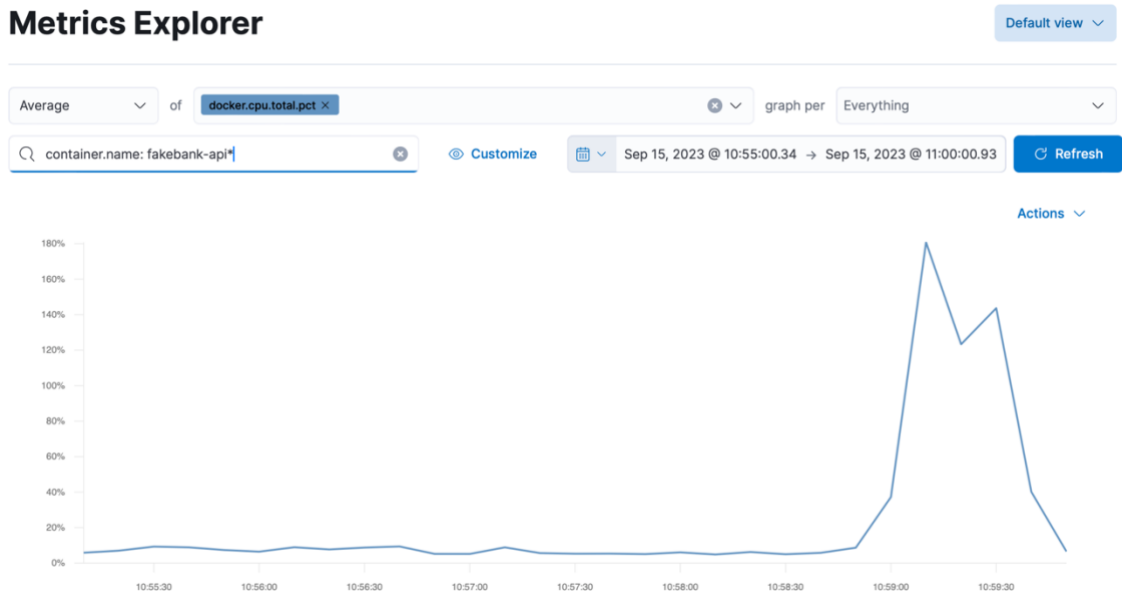 Metrics Explorer
Default view
Average of docker.cpu.total.pct × graph per Everything
container.name: fakebank-api* Customize Sep 15, 2023 @ 10:55:00.34 → Sep 15, 2023 @ 11:00:00.93 Refresh
Actions
180%
160%
140%
120%
100%
80%
60%
40%
20%
0%
10:55:30 10:56:00 10:56:30 10:57:00 10:57:30 10:58:00 10:58:30 10:59:00 10:59:30